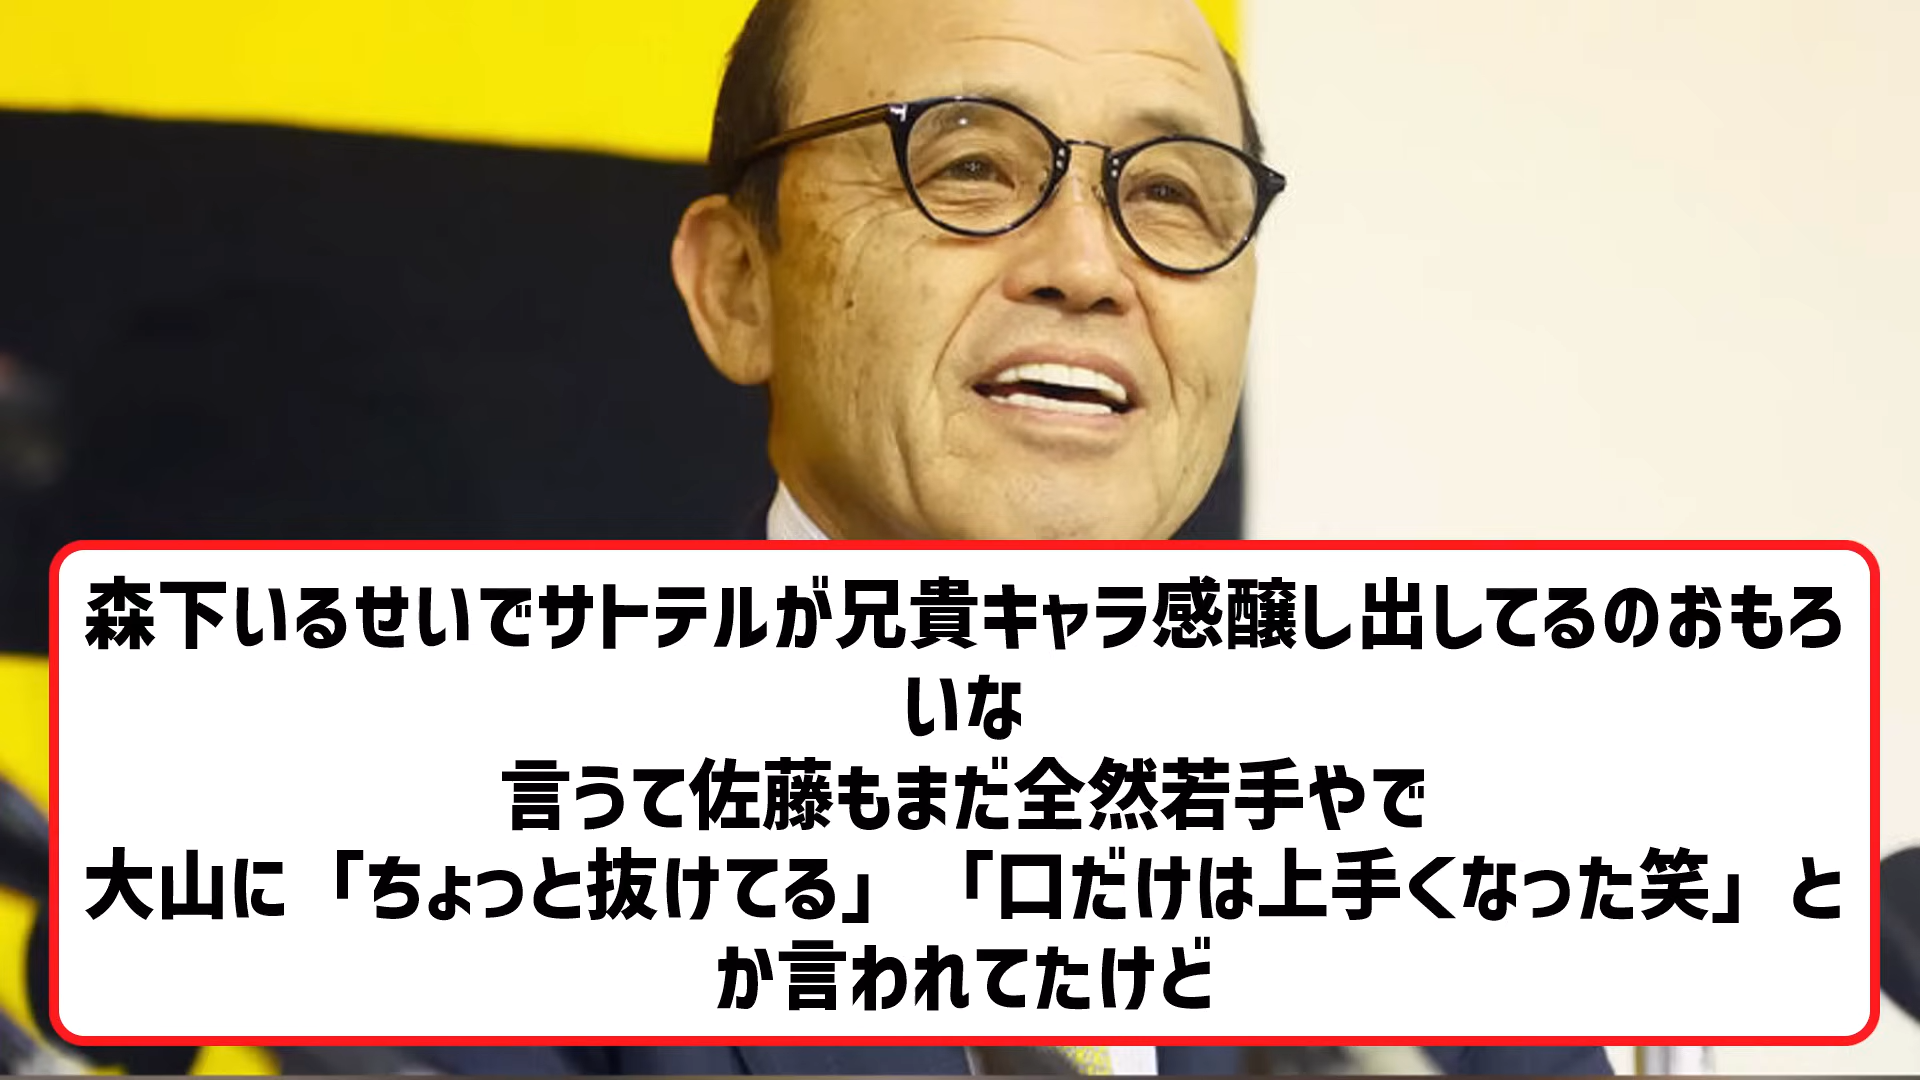 森下いるせいでサトテルが兄貴キャラ感醸し出してるのおもろ
いな
言うて佐藤もまだ全然若手やで
大山に「ちょっと抜けてる」「口だけは上手くなった笑」と
か言われてたけど